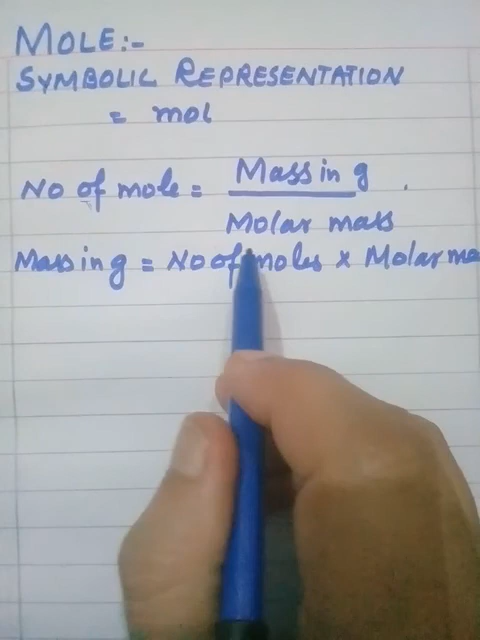 MOLE:-
SYMBOLIC REPRESENTATION
= mol
No of mole = Mass in g
Molar mass
Mass in g = No of moles x Molar ma